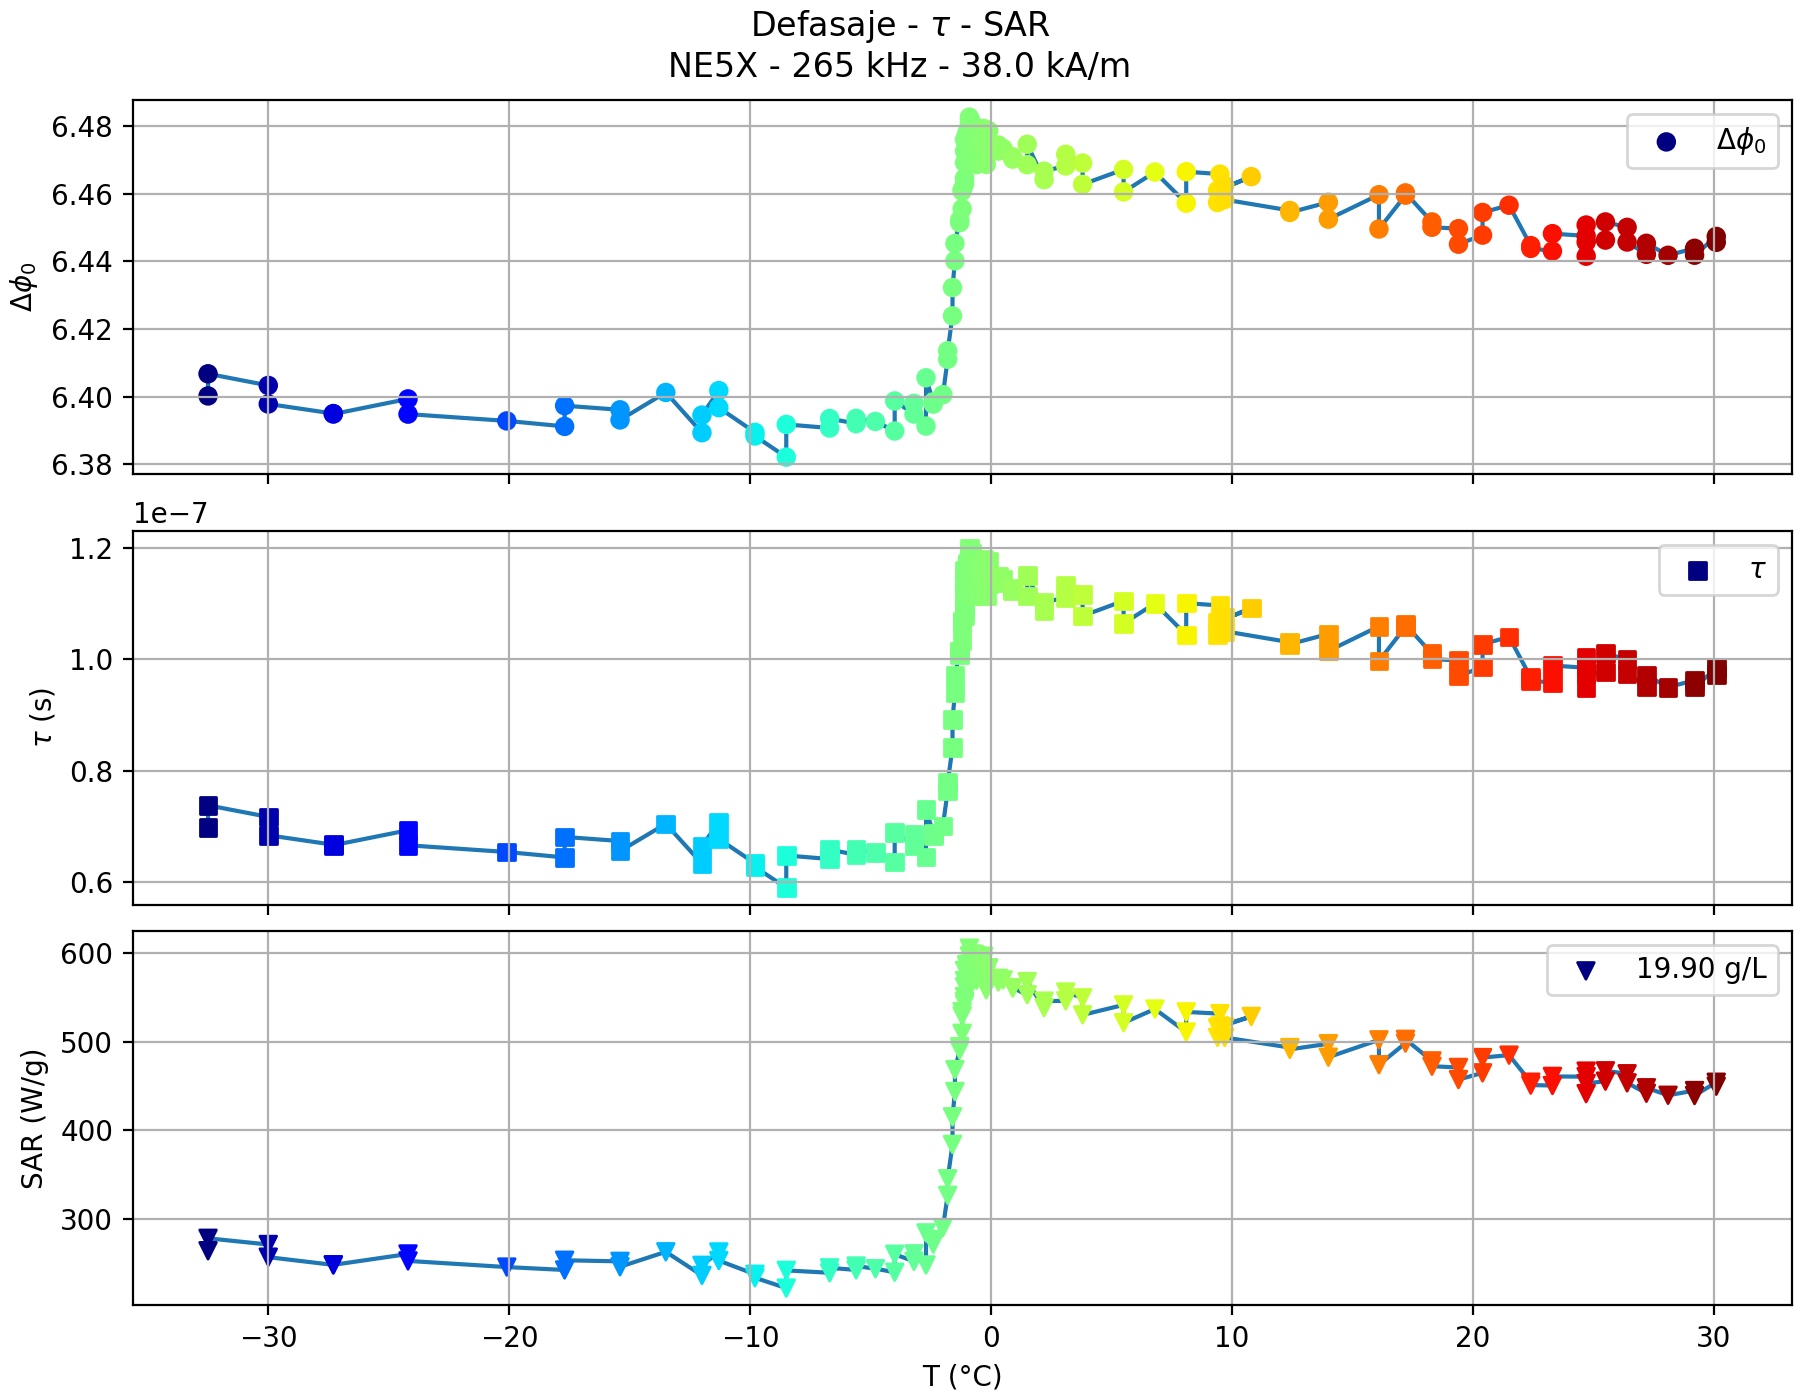 Defasaje - τ - SAR
NE5X - 265 kHz - 38.0 kA/m
6.48
6.46
6.44
6.42
6.40
6.38
Δϕ₀
Δϕ₀
1e−7
1.2
1.0
0.8
0.6
τ (s)
τ
600
500
400
300
SAR (W/g)
19.90 g/L
−30
−20
−10
0
10
20
30
T (°C)